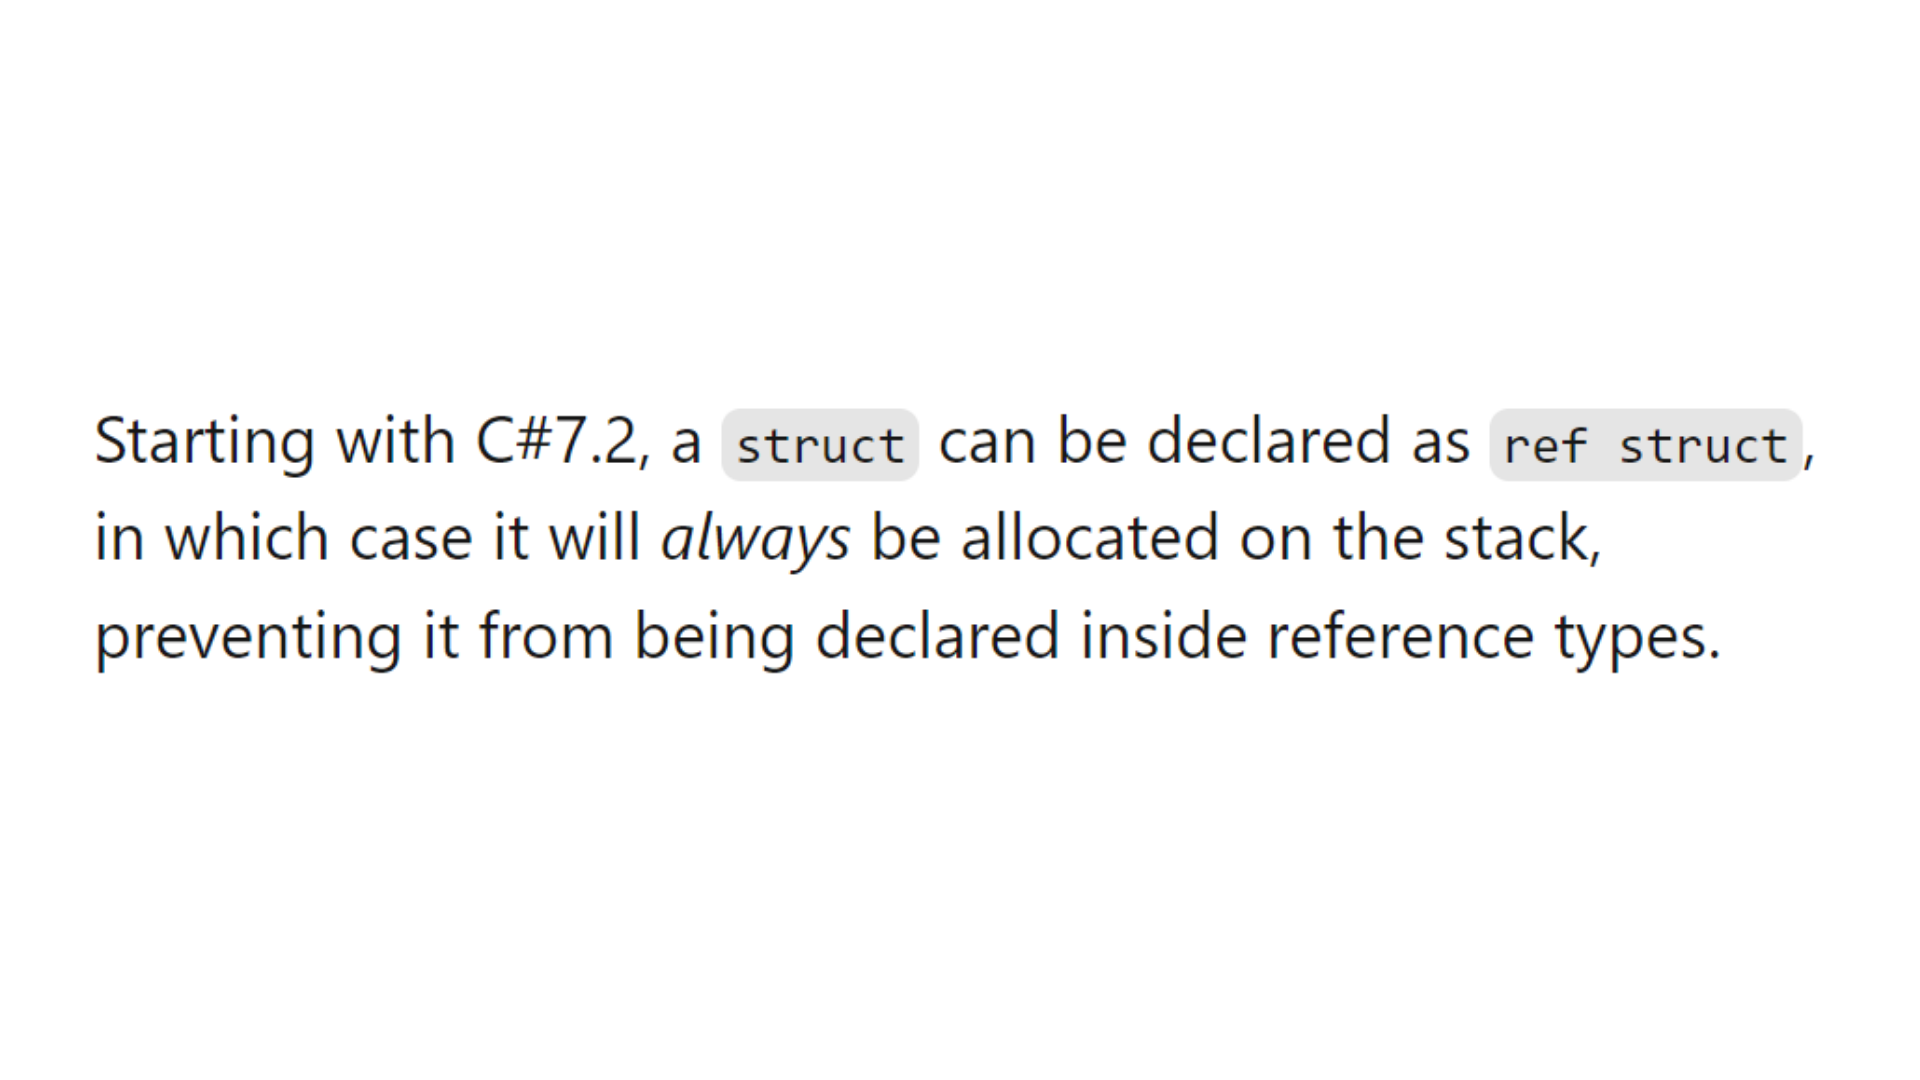 Starting with C#7.2, a struct can be declared as ref struct,
in which case it will always be allocated on the stack,
preventing it from being declared inside reference types.